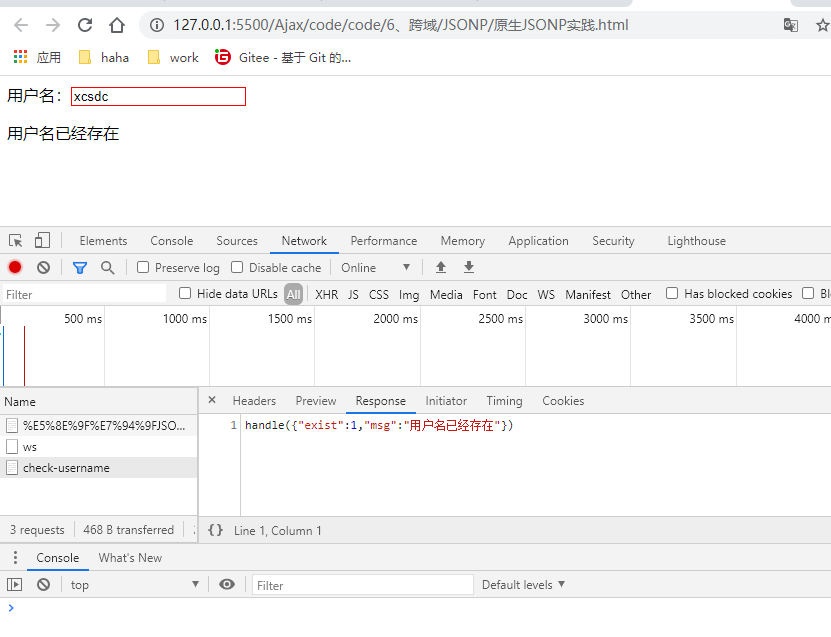 127.0.0.1:5500/Ajax/code/code/6、跨域/JSONP/原生JSONP实践.html
应用 haha work Gitee - 基于 Git 的...
用户名: xcsdc
用户名已经存在
Elements Console Sources Network Performance Memory Application Security Lighthouse
Preserve log Disable cache Online
Filter Hide data URLs All XHR JS CSS Img Media Font Doc WS Manifest Other Has blocked cookies
500 ms 1000 ms 1500 ms 2000 ms 2500 ms 3000 ms 3500 ms 4000 m
Name × Headers Preview Response Initiator Timing Cookies
%E5%8E%9F%E7%94%9FJSO... 1 handle({"exist":1,"msg":"用户名已经存在"})
ws
check-username
3 requests 468 B transferred {} Line 1, Column 1
Console What's New
top Filter Default levels